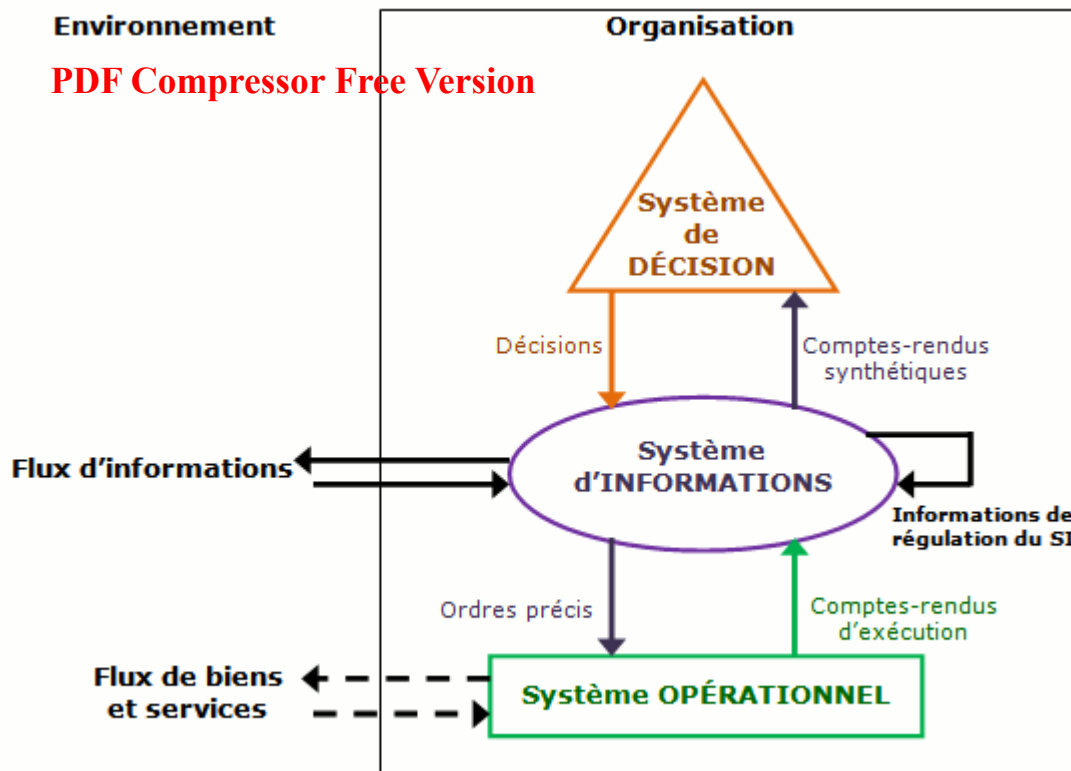 Environnement
Organisation
PDF Compressor Free Version
Système
de
DÉCISION
Décisions
Comptes-rendus
synthétiques
Système
d'INFORMATIONS
Flux d'informations
Informations de
régulation du SI
Ordres précis
Comptes-rendus
d'exécution
Flux de biens
et services
Système OPÉRATIONNEL